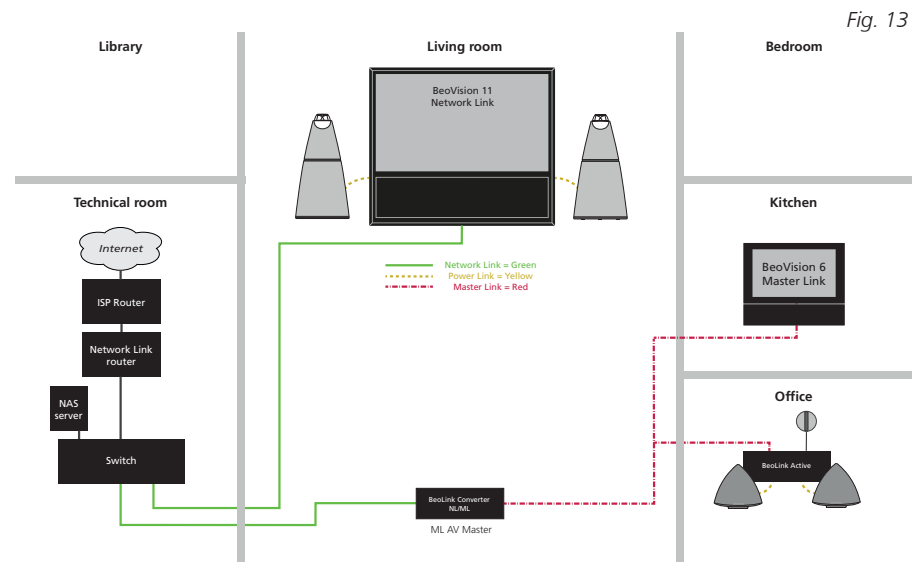 Fig. 13
Library
Living room
Bedroom
BeoVision 11
Network Link
Technical room
Kitchen
Internet
ISP Router
Network Link
router
NAS
server
Switch
Network Link = Green
Power Link = Yellow
Master Link = Red
BeoVision 6
Master Link
Office
BeoLink Active
BeoLink Converter
NL/ML
ML AV Master